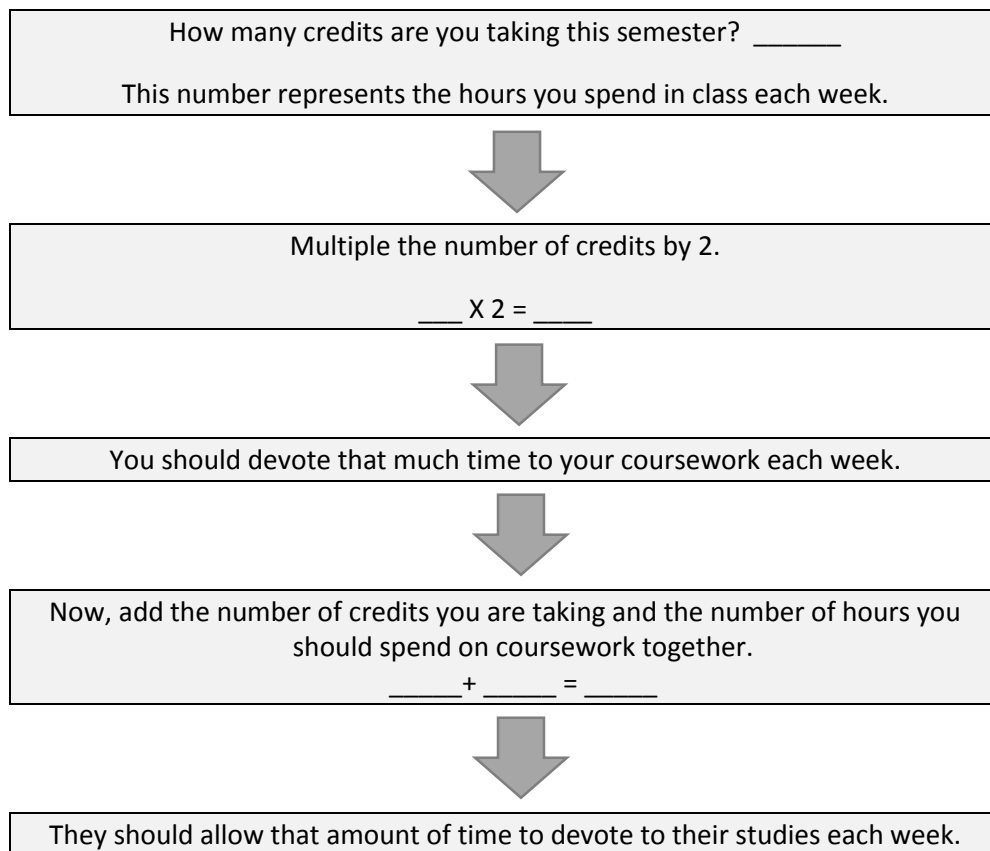 How many credits are you taking this semester? ______
This number represents the hours you spend in class each week.
Multiple the number of credits by 2.
___ X 2 = ____
You should devote that much time to your coursework each week.
Now, add the number of credits you are taking and the number of hours you
should spend on coursework together.
_____+ _____ = _____
They should allow that amount of time to devote to their studies each week.